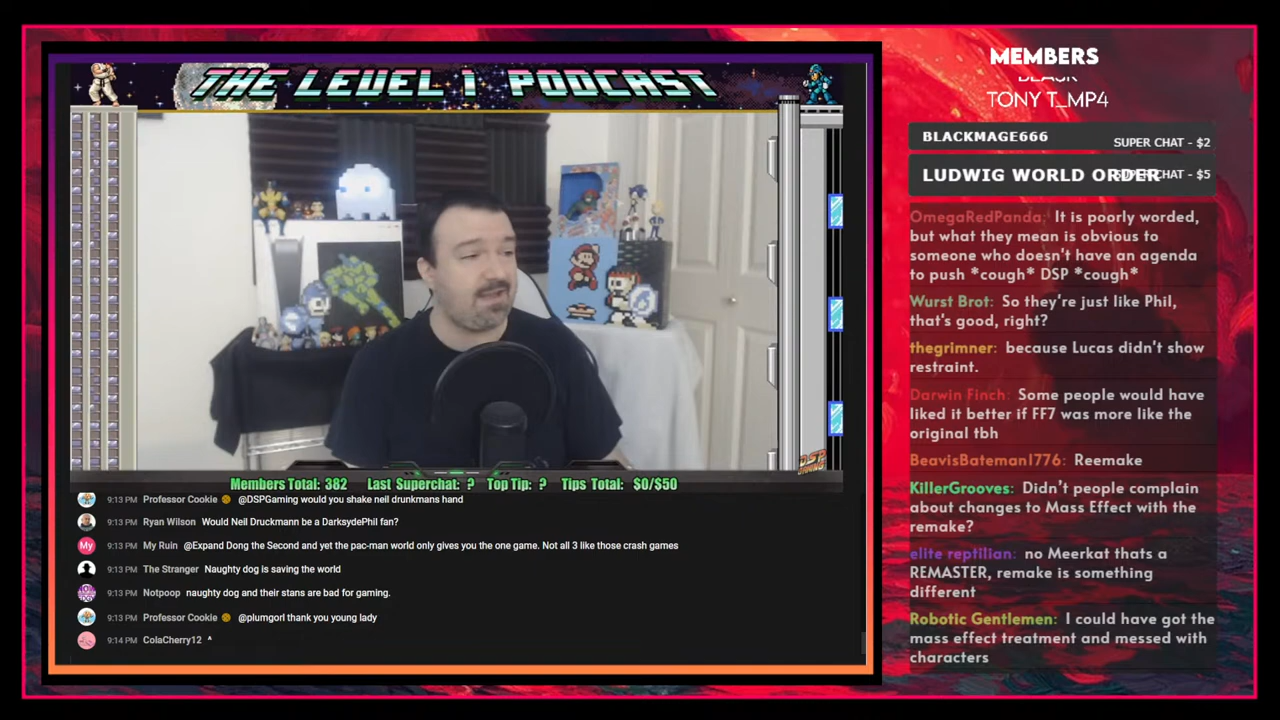 THE LEVEL 1 PODCAST
DSP
GAMING
Members Total: 382 Last Superchat: ? Top Tip: ? Tips Total: $0/$50
9:13 PM Professor Cookie @DSPGaming would you shake neil drunkmans hand
9:13 PM Ryan Wilson Would Neil Druckmann be a DarksydePhil fan?
My 9:13 PM My Ruin @Expand Dong the Second and yet the pac-man world only gives you the one game. Not all 3 like those crash games
9:13 PM The Stranger Naughty dog is saving the world
9:13 PM Notpoop naughty dog and their stans are bad for gaming.
9:13 PM Professor Cookie @plumgorl thank you young lady
9:14 PM ColaCherry12 ^
MEMBERS
TONY T_MP4
BLACKMAGE666 SUPER CHAT - $2
LUDWIG WORLD ORDER SUPER CHAT - $5
OmegaRedPanda: It is poorly worded,
but what they mean is obvious to
someone who doesn't have an agenda
to push *cough* DSP *cough*
Wurst Brot: So they're just like Phil,
that's good, right?
thegrimner: because Lucas didn't show
restraint.
Darwin Finch: Some people would have
liked it better if FF7 was more like the
original tbh
BeavisBateman1776: Reemake
KillerGrooves: Didn't people complain
about changes to Mass Effect with the
remake?
elite reptilian: no Meerkat thats a
REMASTER, remake is something
different
Robotic Gentlemen: I could have got the
mass effect treatment and messed with
characters